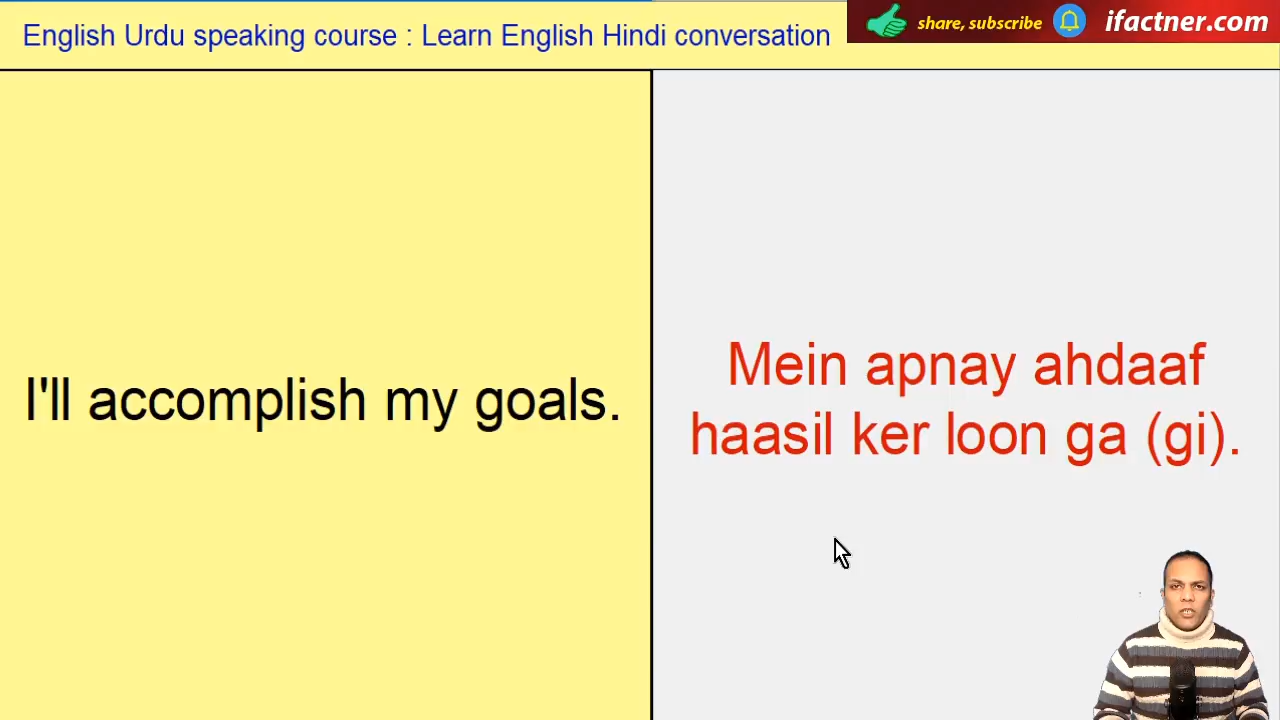 English Urdu speaking course : Learn English Hindi conversation
share, subscribe
ifactner.com
I'll accomplish my goals.
Mein apnay ahdaaf
haasil ker loon ga (gi).